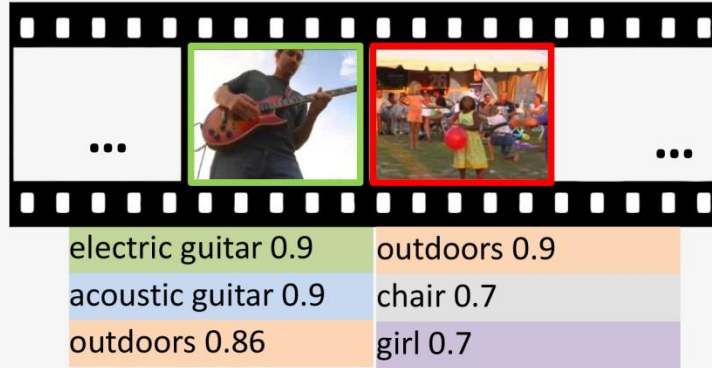 ...
...
electric guitar 0.9
outdoors 0.9
acoustic guitar 0.9
chair 0.7
outdoors 0.86
girl 0.7